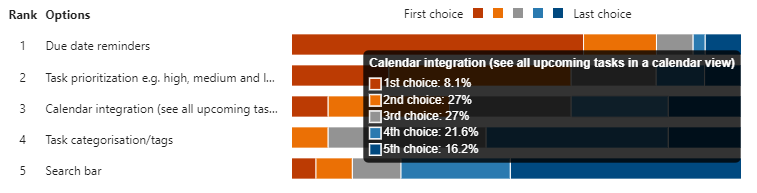 Rank Options First choice Last choice
1 Due date reminders
Calendar integration (see all upcoming tasks in a calendar view)
2 Task prioritization e.g. high, medium and l...
1st choice: 8.1%
2nd choice: 27%
3 Calendar integration (see all upcoming tas...
3rd choice: 27%
4th choice: 21.6%
4 Task categorisation/tags
5th choice: 16.2%
5 Search bar